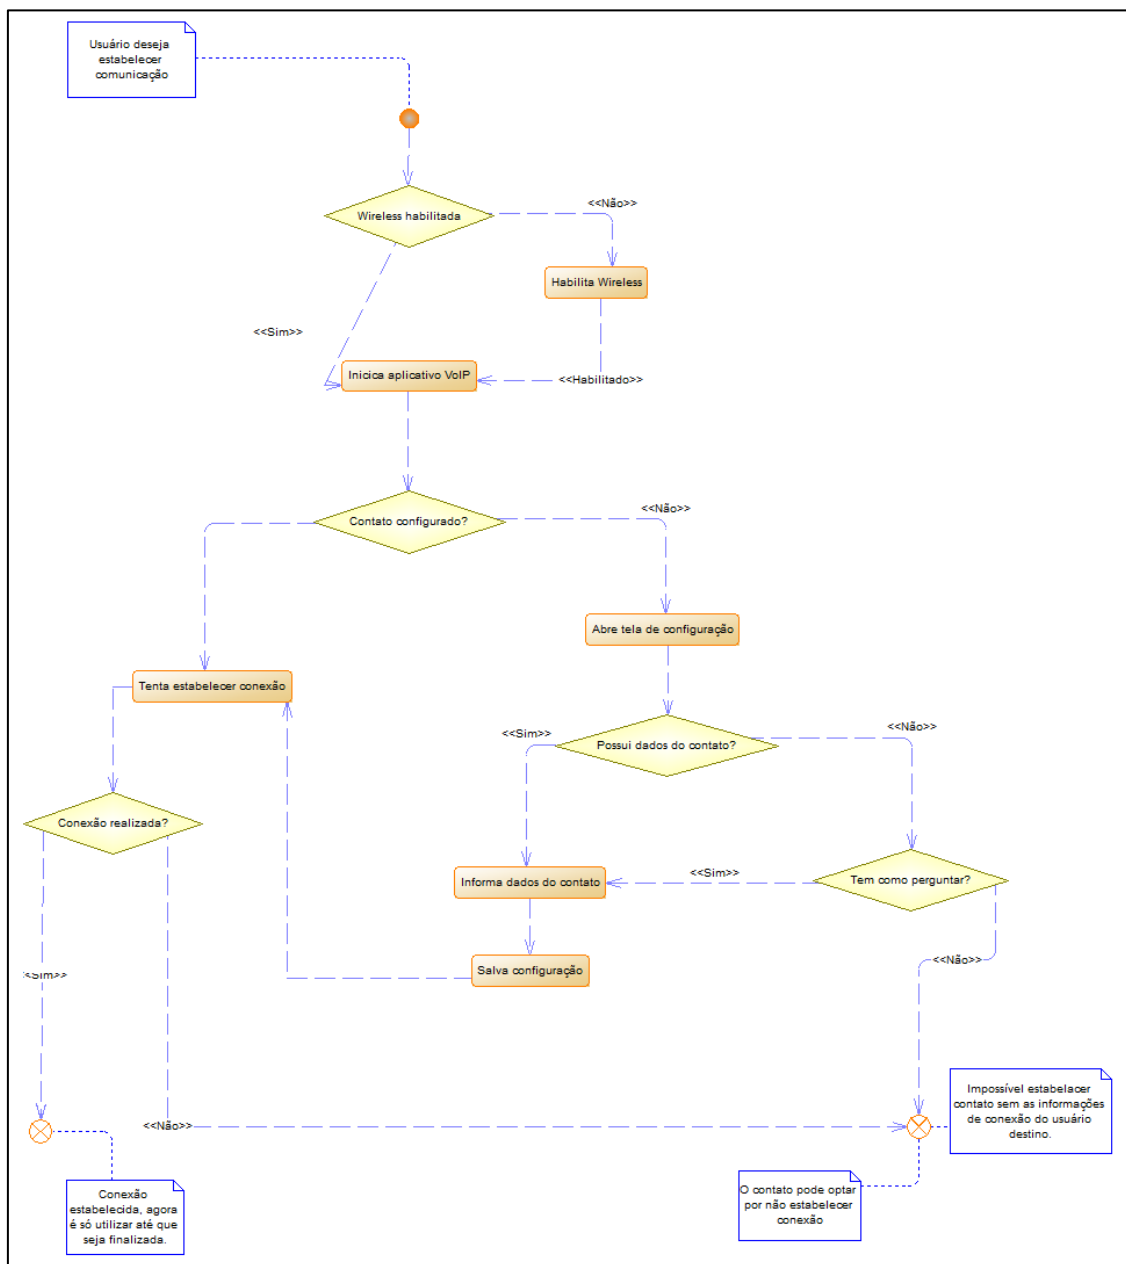 Usuário deseja
estabelecer
comunicação
Wireless habilitada
<<Não>>
Habilita Wireless
<<Sim>>
Inicica aplicativo VoIP
<<Habilitado>>
Contato configurado?
<<Não>>
Abre tela de configuração
Tenta estabelecer conexão
<<Sim>>
Possui dados do contato?
<<Não>>
Conexão realizada?
Informa dados do contato
<<Sim>>
Tem como perguntar?
Salva configuração
<<Não>>
<<Sim>>
<<Não>>
Impossível estabelacer
contato sem as informações
de conexão do usuário
destino.
Conexão
estabelecida, agora
é só utilizar até que
seja finalizada.
O contato pode optar
por não estabelecer
conexão